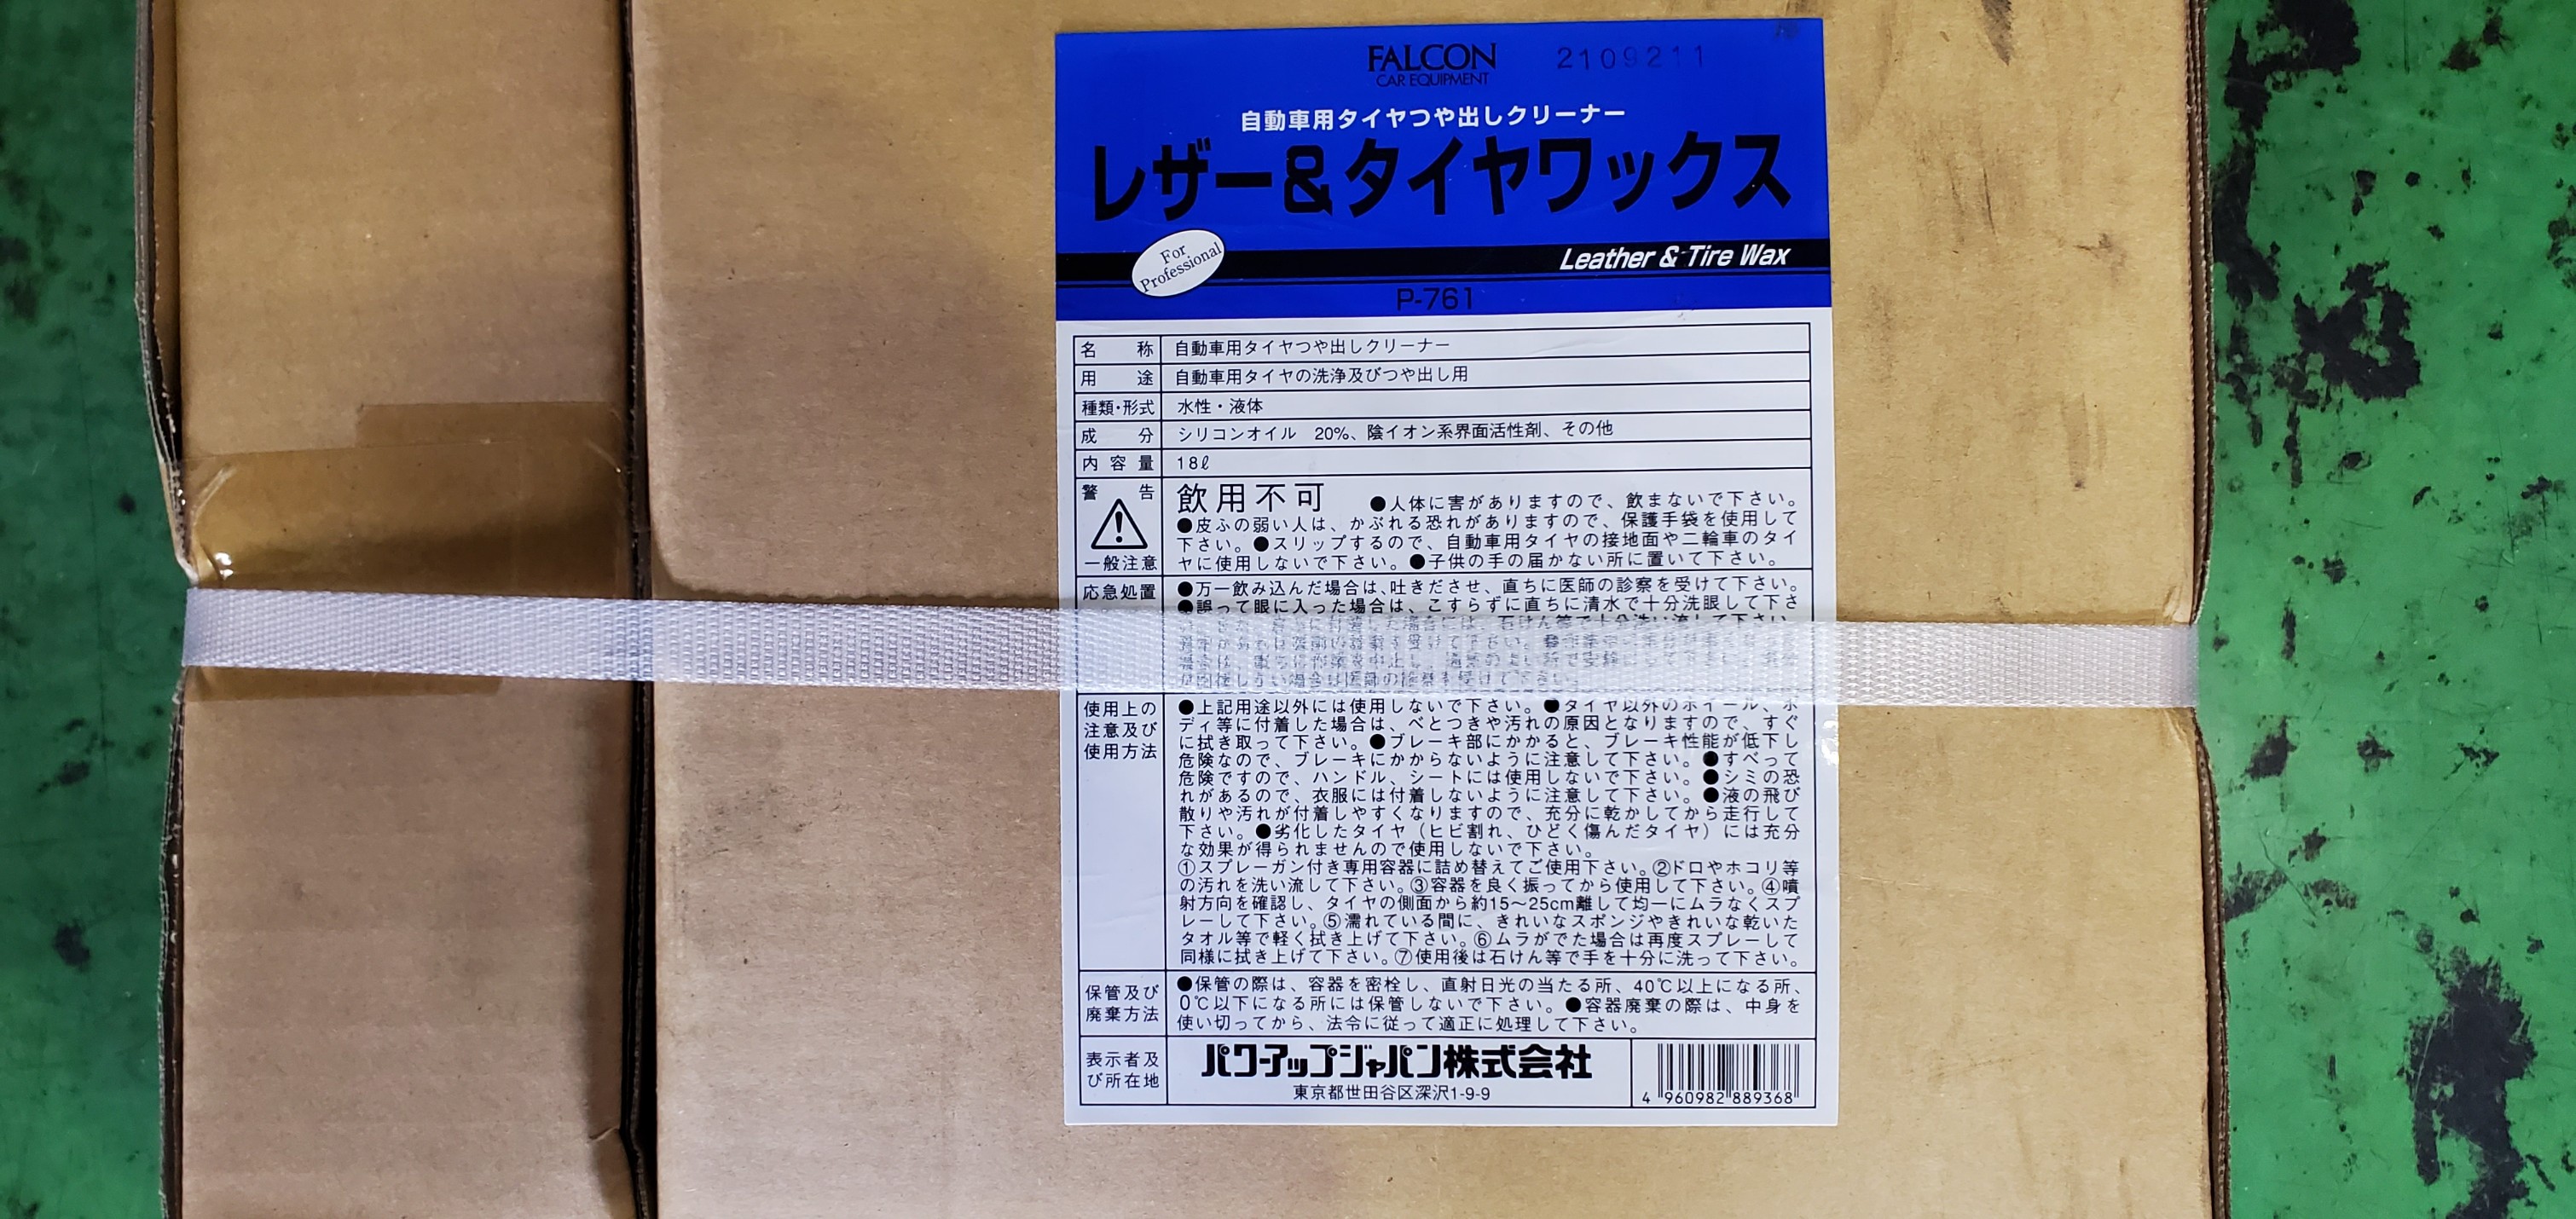 FALCON
CAR EQUIPMENT
2109211
自動車用タイヤつや出しクリーナー
レザー&タイヤワックス
For
Professional
Leather & Tire Wax
P-761
名称 自動車用タイヤつや出しクリーナー
用途 自動車用タイヤの洗浄及びつや出し用
種類・形式 水性・液体
成分 シリコンオイル 20%、陰イオン系界面活性剤、その他
内容量 18ℓ
警告
一般注意
飲用不可 ●人体に害がありますので、飲まないで下さい。
●皮ふの弱い人は、かぶれる恐れがありますので、保護手袋を使用して
下さい。●スリップするので、自動車用タイヤの接地面や二輪車のタイ
ヤに使用しないで下さい。●子供の手の届かない所に置いて下さい。
応急処置
●万一飲み込んだ場合は、吐きださせ、直ちに医師の診察を受けて下さい。
●誤って眼に入った場合は、こすらずに直ちに清水で十分洗眼して下さ
石けん等で十分洗い流して下さい。
使用上の
注意及び
使用方法
●上記用途以外には使用しないで下さい。●タイヤ以外のホイール、ボ
ディ等に付着した場合は、べとつきや汚れの原因となりますので、すぐ
に拭き取って下さい。●ブレーキ部にかかると、ブレーキ性能が低下し
危険なので、ブレーキにかからないように注意して下さい。●すべって
危険ですので、ハンドル、シートには使用しないで下さい。●シミの恐
れがあるので、衣服には付着しないように注意して下さい。●液の飛び
散りや汚れが付着しやすくなりますので、充分に乾かしてから走行して
下さい。●劣化したタイヤ（ヒビ割れ、ひどく傷んだタイヤ）には充分
な効果が得られませんので使用しないで下さい。
①スプレーガン付き専用容器に詰め替えてご使用下さい。②ドロやホコリ等
の汚れを洗い流して下さい。③容器を良く振ってから使用して下さい。④噴
射方向を確認し、タイヤの側面から約15〜25cm離して均一にムラなくスプ
レーして下さい。⑤濡れている間に、きれいなスポンジやきれいな乾いた
タオル等で軽く拭き上げて下さい。⑥ムラがでた場合は再度スプレーして
同様に拭き上げて下さい。⑦使用後は石けん等で手を十分に洗って下さい。
保管及び
廃棄方法
●保管の際は、容器を密栓し、直射日光の当たる所、40℃以上になる所、
0℃以下になる所には保管しないで下さい。●容器廃棄の際は、中身を
使い切ってから、法令に従って適正に処理して下さい。
表示者及
び所在地
パワーアップジャパン株式会社
東京都世田谷区深沢1-9-9
4 960982 889368